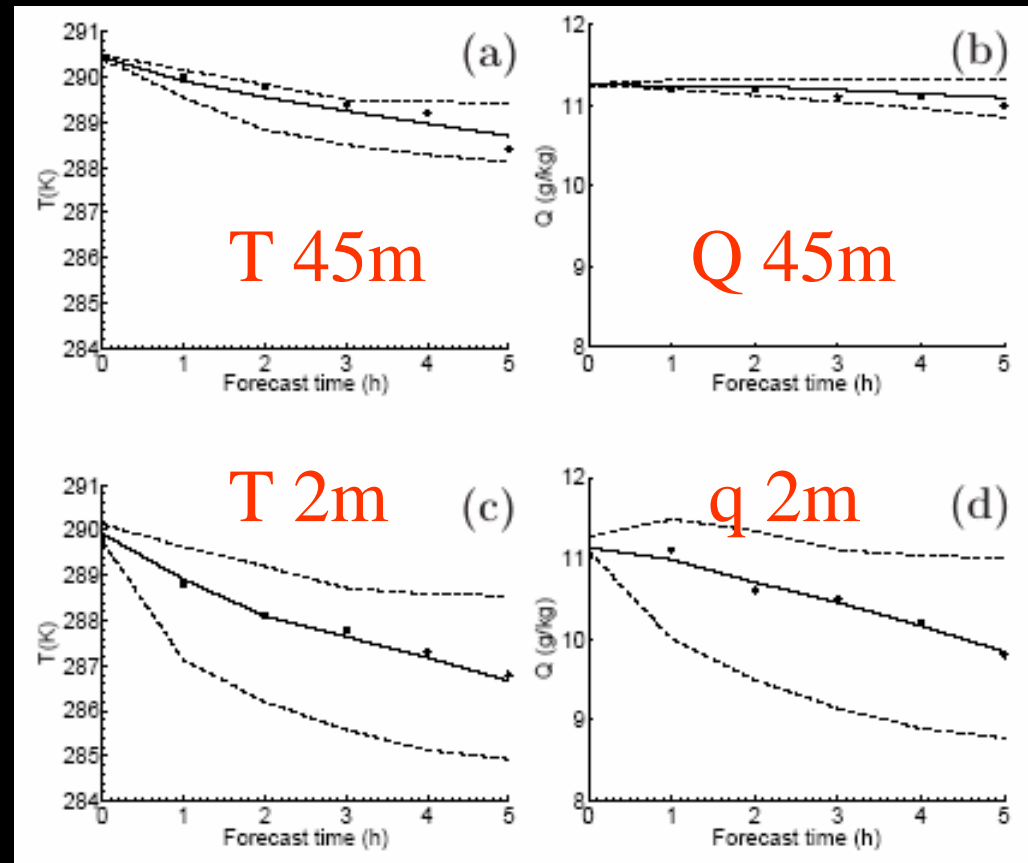 (a)
T 45m
T(K)
291
290
289
288
287
286
285
284
0 1 2 3 4 5
Forecast time (h)
(b)
Q 45m
Q (g/kg)
12
11
10
9
8
0 1 2 3 4 5
Forecast time (h)
(c)
T 2m
T(K)
291
290
289
288
287
286
285
284
0 1 2 3 4 5
Forecast time (h)
(d)
q 2m
Q (g/kg)
12
11
10
9
8
0 1 2 3 4 5
Forecast time (h)